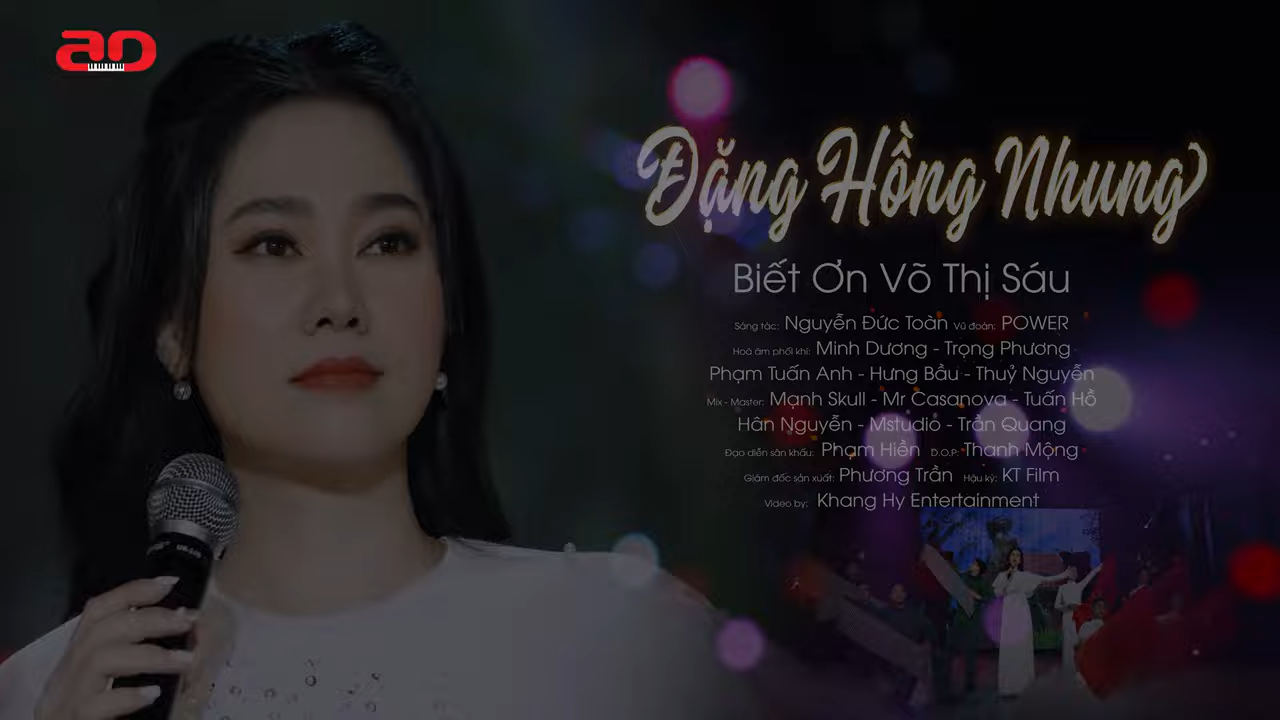 an
Đặng Hồng Nhung
Biết Ơn Võ Thị Sáu
Sáng tác: Nguyễn Đức Toàn Vũ đoàn: POWER
Hoà âm phối khí: Minh Dương - Trọng Phương
Phạm Tuấn Anh - Hưng Bầu - Thuỷ Nguyễn
Mix - Master: Mạnh Skull - Mr Casanova - Tuấn Hồ
Hân Nguyễn - Mstudio - Trần Quang
Đạo diễn sân khấu: Phạm Hiền D.O.P: Thanh Mộng
Giám đốc sản xuất: Phương Trần Hậu kỳ: KT Film
Video by: Khang Hy Entertainment